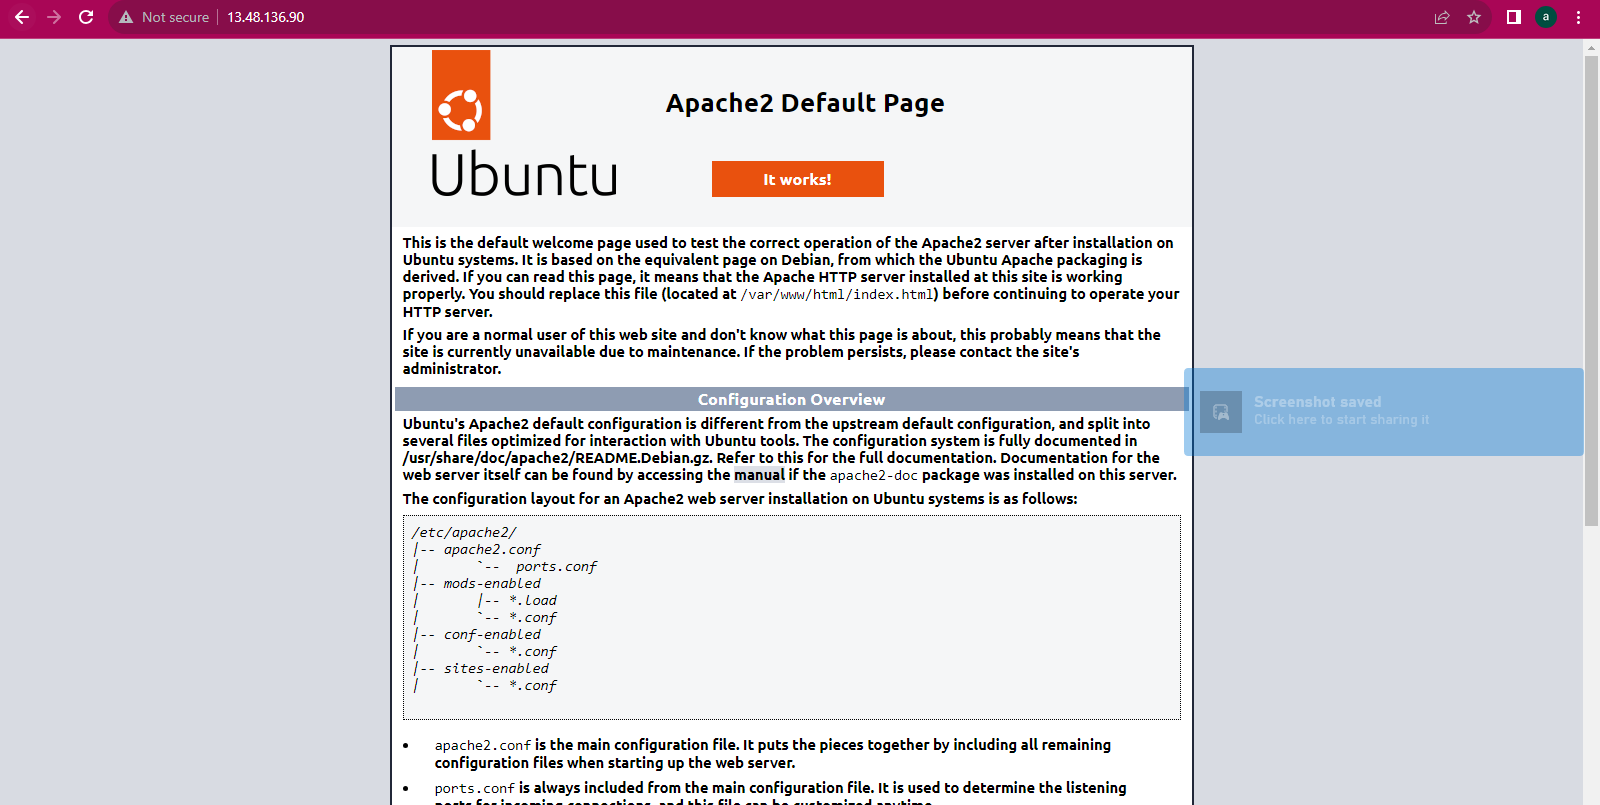 Not secure 13.48.136.90 a
Apache2 Default Page
Ubuntu
It works!
This is the default welcome page used to test the correct operation of the Apache2 server after installation on
Ubuntu systems. It is based on the equivalent page on Debian, from which the Ubuntu Apache packaging is
derived. If you can read this page, it means that the Apache HTTP server installed at this site is working
properly. You should replace this file (located at /var/www/html/index.html) before continuing to operate your
HTTP server.
If you are a normal user of this web site and don't know what this page is about, this probably means that the
site is currently unavailable due to maintenance. If the problem persists, please contact the site's
administrator.
Configuration Overview
Screenshot saved
Click here to start sharing it
Ubuntu's Apache2 default configuration is different from the upstream default configuration, and split into
several files optimized for interaction with Ubuntu tools. The configuration system is fully documented in
/usr/share/doc/apache2/README.Debian.gz. Refer to this for the full documentation. Documentation for the
web server itself can be found by accessing the manual if the apache2-doc package was installed on this server.
The configuration layout for an Apache2 web server installation on Ubuntu systems is as follows:
/etc/apache2/
|-- apache2.conf
|       `--  ports.conf
|-- mods-enabled
|       |-- *.load
|       `-- *.conf
|-- conf-enabled
|       `-- *.conf
|-- sites-enabled
|       `-- *.conf
• apache2.conf is the main configuration file. It puts the pieces together by including all remaining
configuration files when starting up the web server.
• ports.conf is always included from the main configuration file. It is used to determine the listening
ports for incoming connections, and this file can be customized anytime.